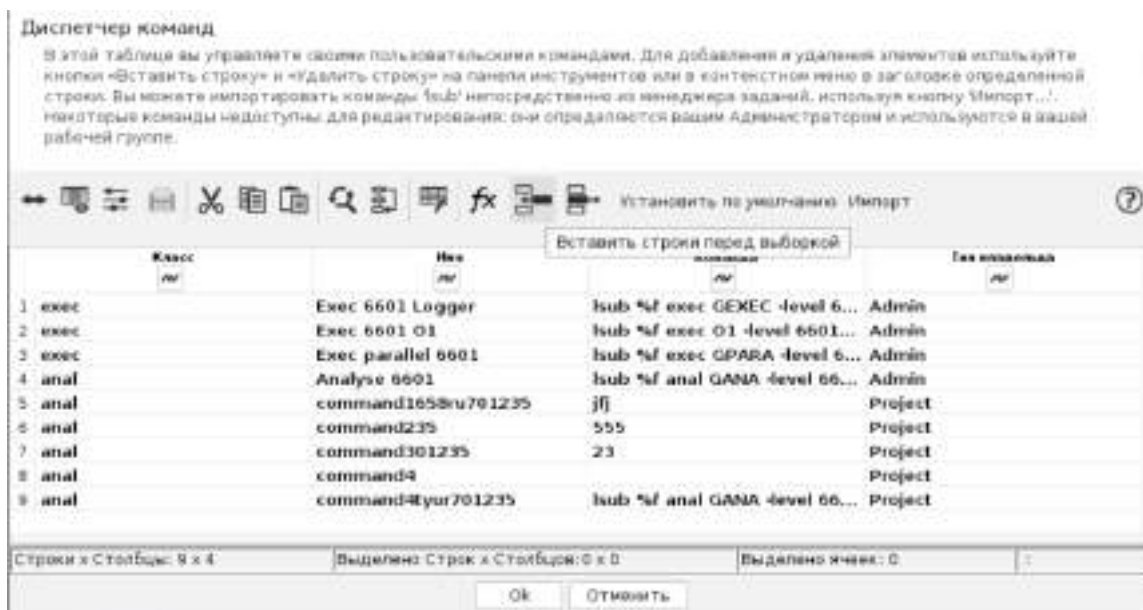 Диспетчер команд
В этой таблице вы управляете своими пользовательскими командами. Для добавления и удаления элементов используйте
кнопки «Вставить строку» и «Удалить строку» на панели инструментов или в контекстном меню в заголовке определенной
строки. Вы можете импортировать команды 'lsub' непосредственно из менеджера заданий, используя кнопку 'Импорт...'.
Некоторые команды недоступны для редактирования: они определяются вашим Администратором и используются в вашей
рабочей группе.
fx Установить по умолчанию Импорт ?
Вставить строки перед выборкой
Класс Имя Тип владельца
1 exec Exec 6601 Logger lsub %f exec GEXEC -level 6... Admin
2 exec Exec 6601 O1 lsub %f exec O1 -level 6601... Admin
3 exec Exec parallel 6601 lsub %f exec GPARA -level 6... Admin
4 anal Analyse 6601 lsub %f anal GANA -level 66... Admin
5 anal command1658ru701235 jfj Project
6 anal command235 555 Project
7 anal command301235 23 Project
8 anal command4 Project
9 anal command4tyur701235 lsub %f anal GANA -level 66... Project
Строки x Столбцы: 9 x 4 Выделено Строк x Столбцов: 0 x 0 Выделено ячеек: 0 :
Ok Отменить